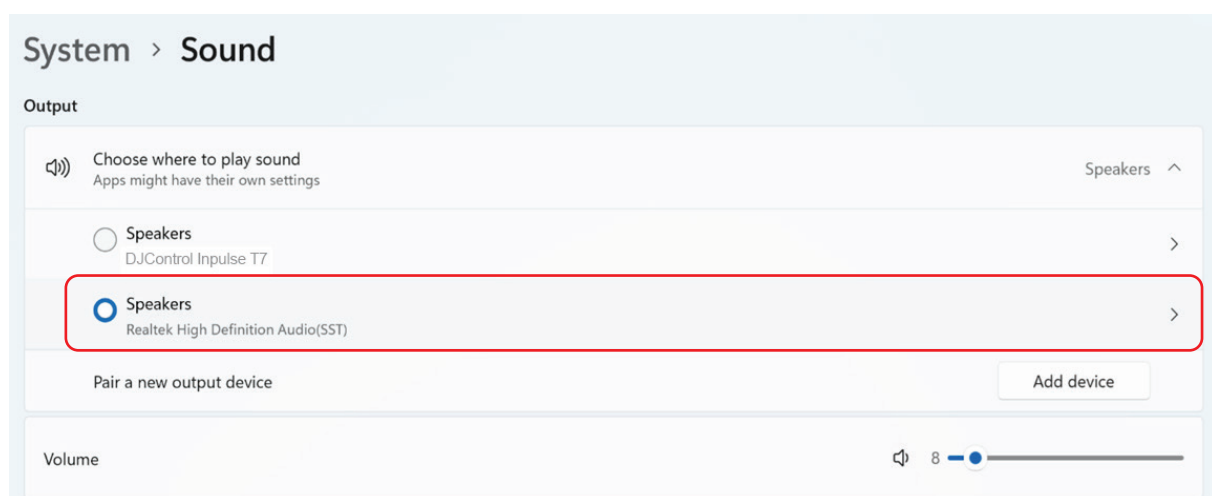 System > Sound
Output
Choose where to play sound
Apps might have their own settings
Speakers
Speakers
DJControl Inpulse T7
Speakers
Realtek High Definition Audio(SST)
Pair a new output device
Add device
Volume
8